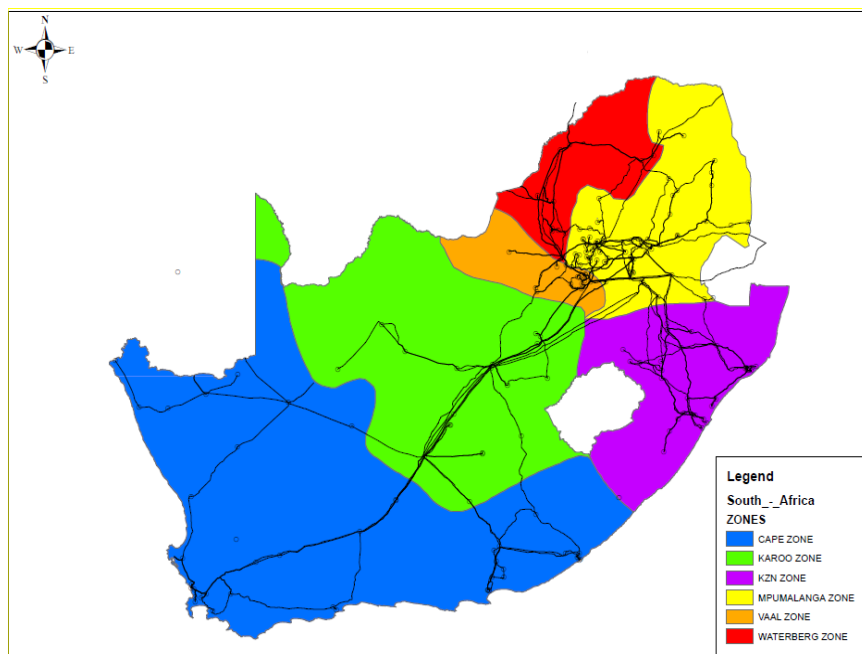 N
W E
S
Legend
South_-_Africa
ZONES
CAPE ZONE
KAROO ZONE
KZN ZONE
MPUMALANGA ZONE
VAAL ZONE
WATERBERG ZONE